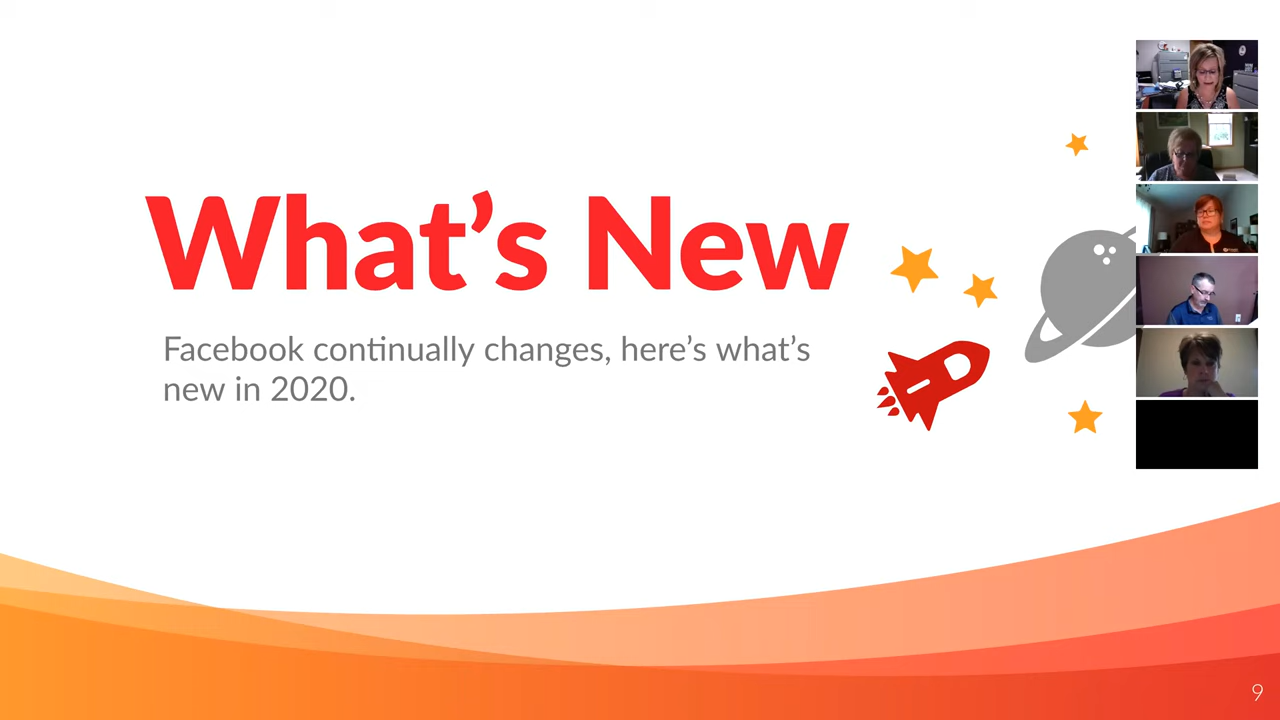 What’s New
Facebook continually changes, here’s what’s
new in 2020.
9